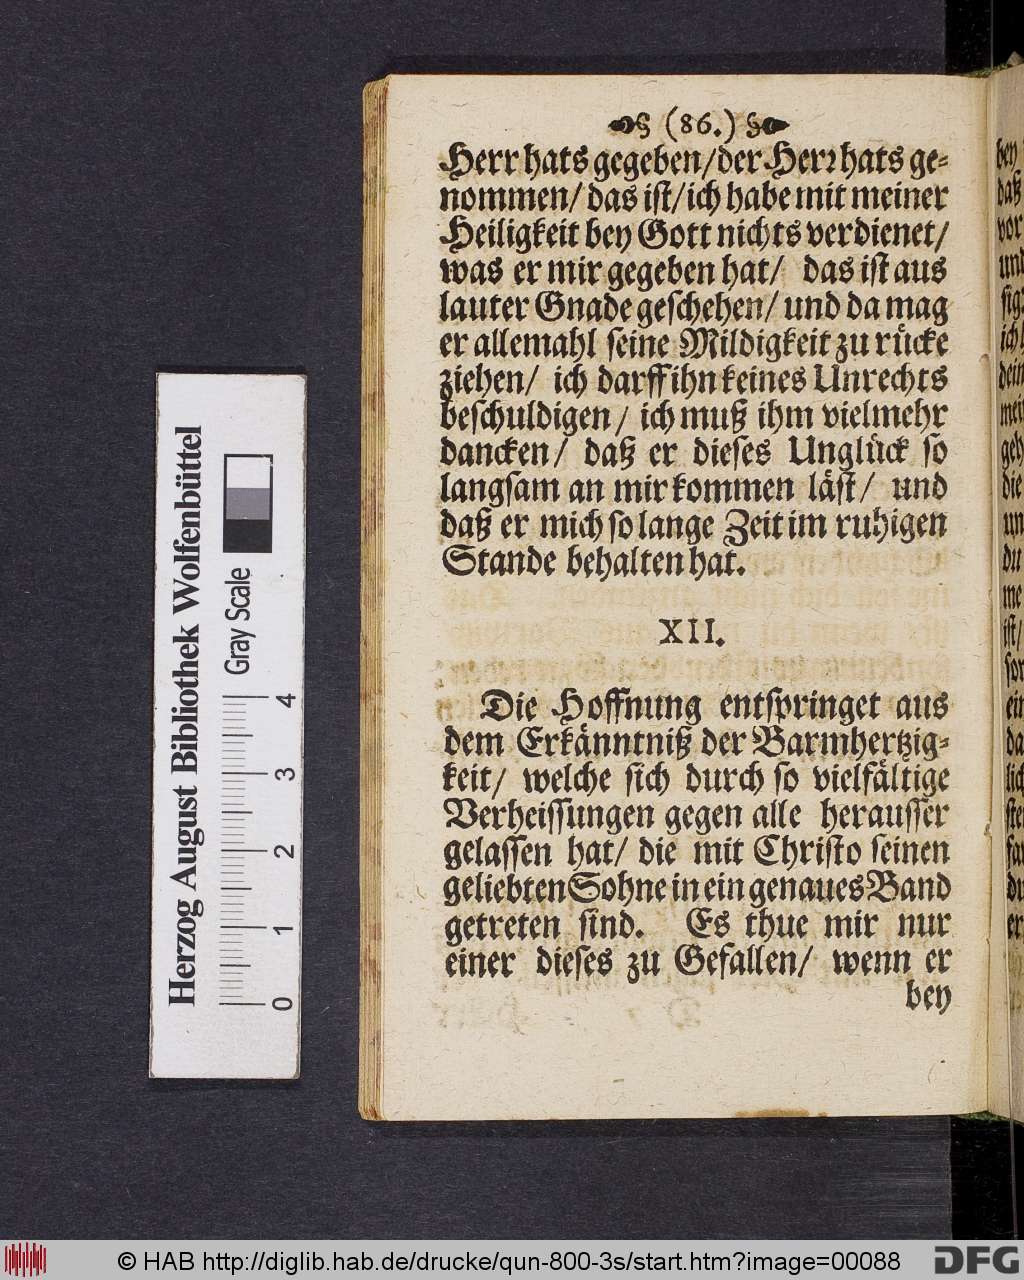 (86.)
Herr hats gegeben/ der Herr hats ge-
nommen/ das ist/ ich habe mit meiner
Heiligkeit bey Gott nichts verdienet/
was er mir gegeben hat/ das ist aus
lauter Gnade geschehen/ und da mag
er allemahl seine Mildigkeit zu rücke
ziehen/ ich darff ihn keines Unrechts
beschuldigen/ ich muß ihm vielmehr
dancken/ daß er dieses Unglück so
langsam an mir kommen läst/ und
daß er mich so lange Zeit im ruhigen
Stande behalten hat.
XII.
Die Hoffnung entspringet aus
dem Erkänntniß der Barmhertzig-
keit/ welche sich durch so vielfältige
Verheissungen gegen alle herausser
gelassen hat/ die mit Christo seinen
geliebten Sohne in ein genaues Band
getreten sind. Es thue mir nur
einer dieses zu Gefallen/ wenn er
bey
Herzog August Bibliothek Wolfenbüttel
Gray Scale
0 1 2 3 4
© HAB http://diglib.hab.de/drucke/qun-800-3s/start.htm?image=00088
DFG